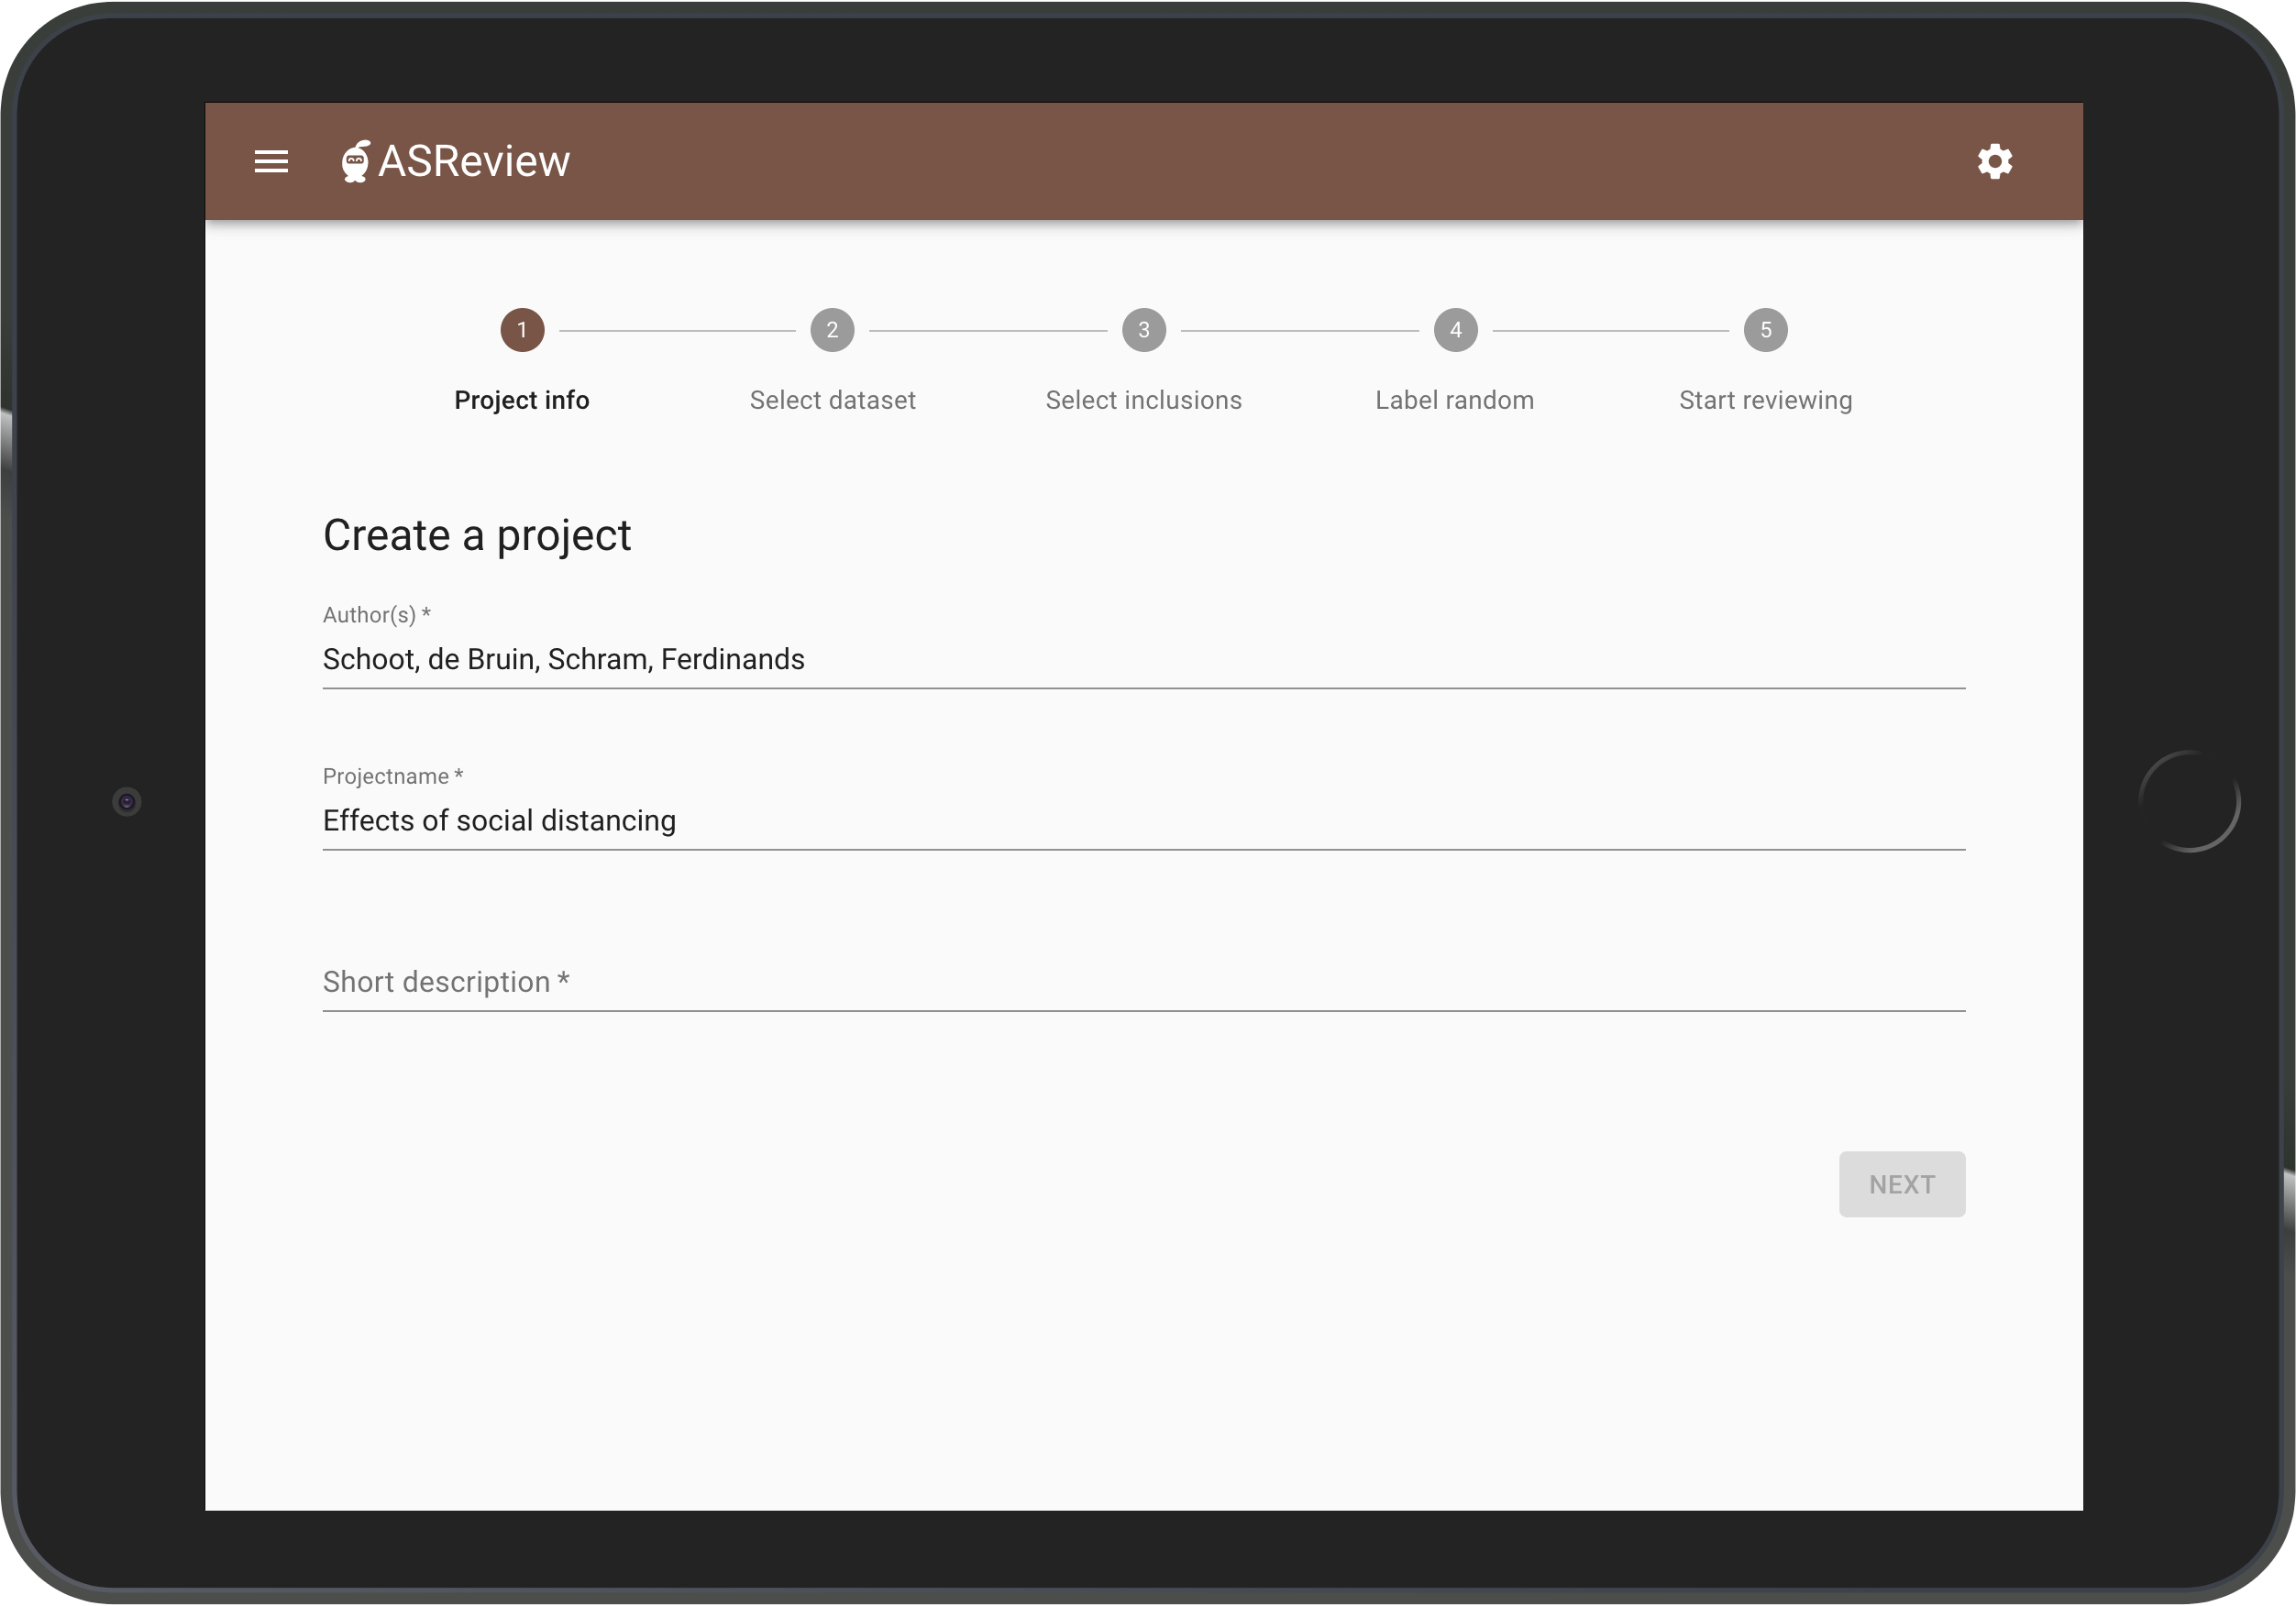 ASReview
1 2 3 4 5
Project info Select dataset Select inclusions Label random Start reviewing
Create a project
Author(s) *
Schoot, de Bruin, Schram, Ferdinands
Projectname *
Effects of social distancing
Short description *
NEXT